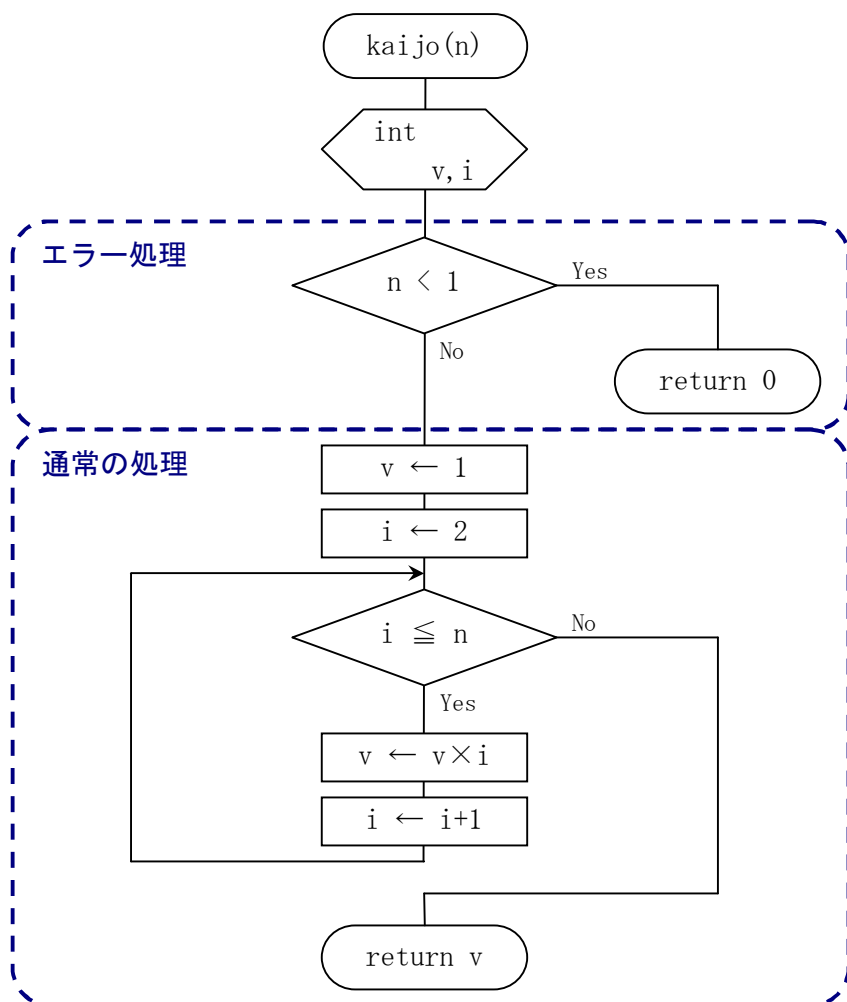 kaijo(n)
int
v,i
エラー処理
n < 1
Yes
No
return 0
通常の処理
v ← 1
i ← 2
i ≦ n
No
Yes
v ← v×i
i ← i+1
return v